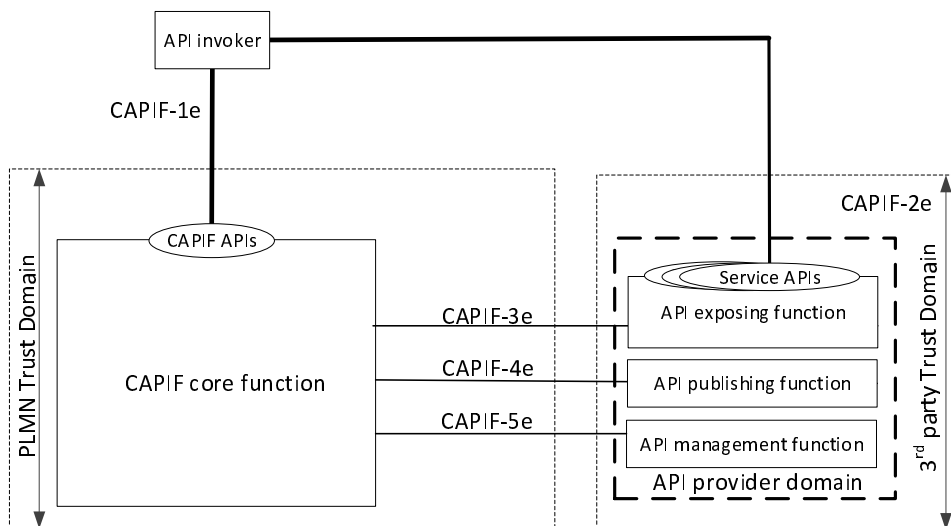 API invoker
CAPIF-1e
CAPIF-2e
CAPIF APIs
Service APIs
API exposing function
CAPIF-3e
CAPIF core function
CAPIF-4e
API publishing function
CAPIF-5e
API management function
API provider domain
PLMN Trust Domain
3rd party Trust Domain